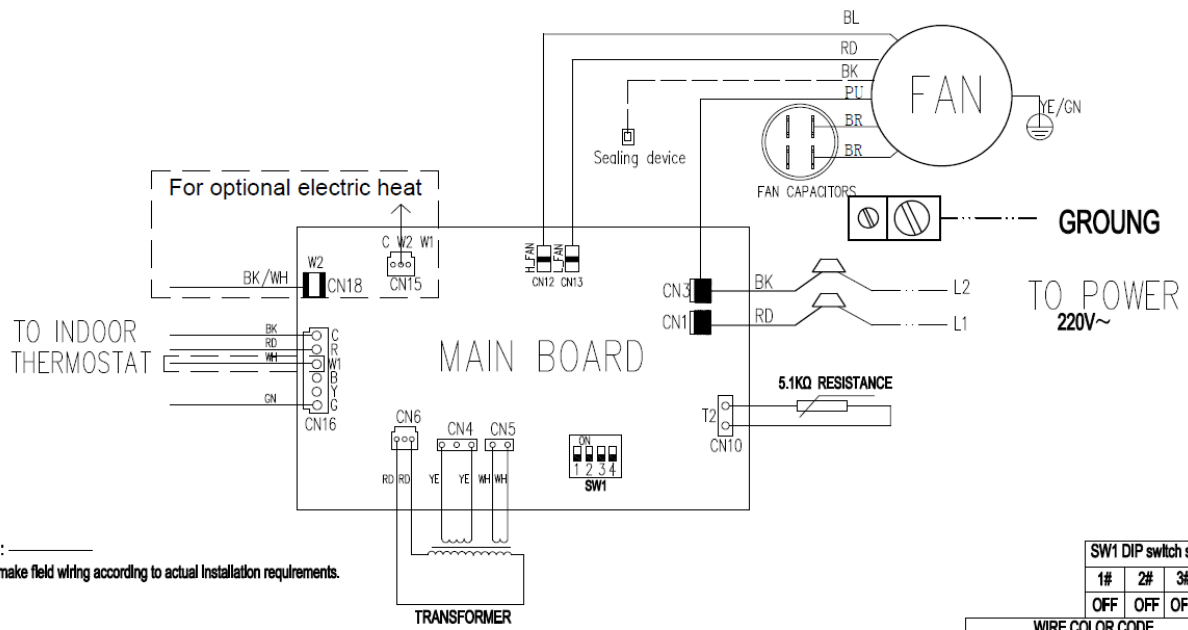 BL
RD
BK
PU
BR
BR
FAN
YE/GN
Sealing device
FAN CAPACITORS
For optional electric heat
GROUNG
C W2 W1
CN15
W2
BK/WH
CN18
H_FAN
L_FAN
CN12 CN13
CN3
BK
L2
CN1
RD
L1
TO POWER
220V~
TO INDOOR
THERMOSTAT
BK
RD
WH
GN
C
R
W1
B
Y
G
CN16
MAIN BOARD
5.1KΩ RESISTANCE
T2
CN10
CN6
CN4
CN5
ON
1 2 3 4
SW1
RD RD YE YE WH WH
TRANSFORMER
:
make field wiring according to actual installation requirements.
SW1 DIP switch s
1# 2# 3#
OFF OFF OF
WIRE COLOR CODE